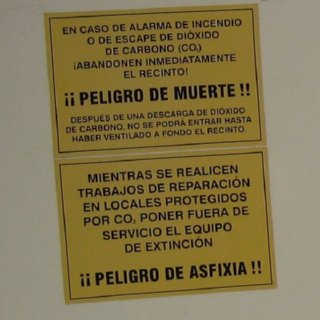 EN CASO DE ALARMA DE INCENDIO
O DE ESCAPE DE DIÓXIDO
DE CARBONO (CO₂)
¡ABANDONEN INMEDIATAMENTE
EL RECINTO!
¡¡ PELIGRO DE MUERTE !!
DESPUÉS DE UNA DESCARGA DE DIÓXIDO
DE CARBONO, NO SE PODRÁ ENTRAR HASTA
HABER VENTILADO A FONDO EL RECINTO.
MIENTRAS SE REALICEN
TRABAJOS DE REPARACIÓN
EN LOCALES PROTEGIDOS
POR CO₂ PONER FUERA DE
SERVICIO EL EQUIPO
DE EXTINCIÓN
¡¡ PELIGRO DE ASFIXIA !!